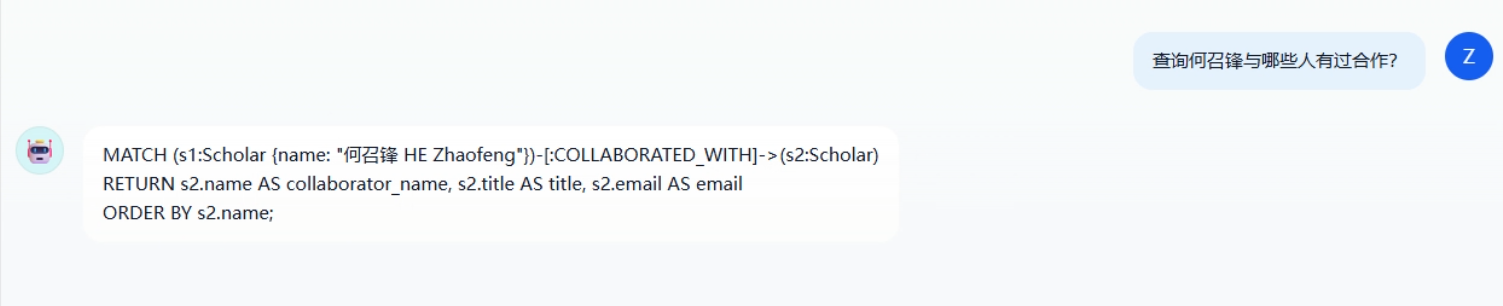 查询何召锋与哪些人有过合作?
Z
MATCH (s1:Scholar {name: "何召锋 HE Zhaofeng"})-[:COLLABORATED_WITH]->(s2:Scholar)
RETURN s2.name AS collaborator_name, s2.title AS title, s2.email AS email
ORDER BY s2.name;